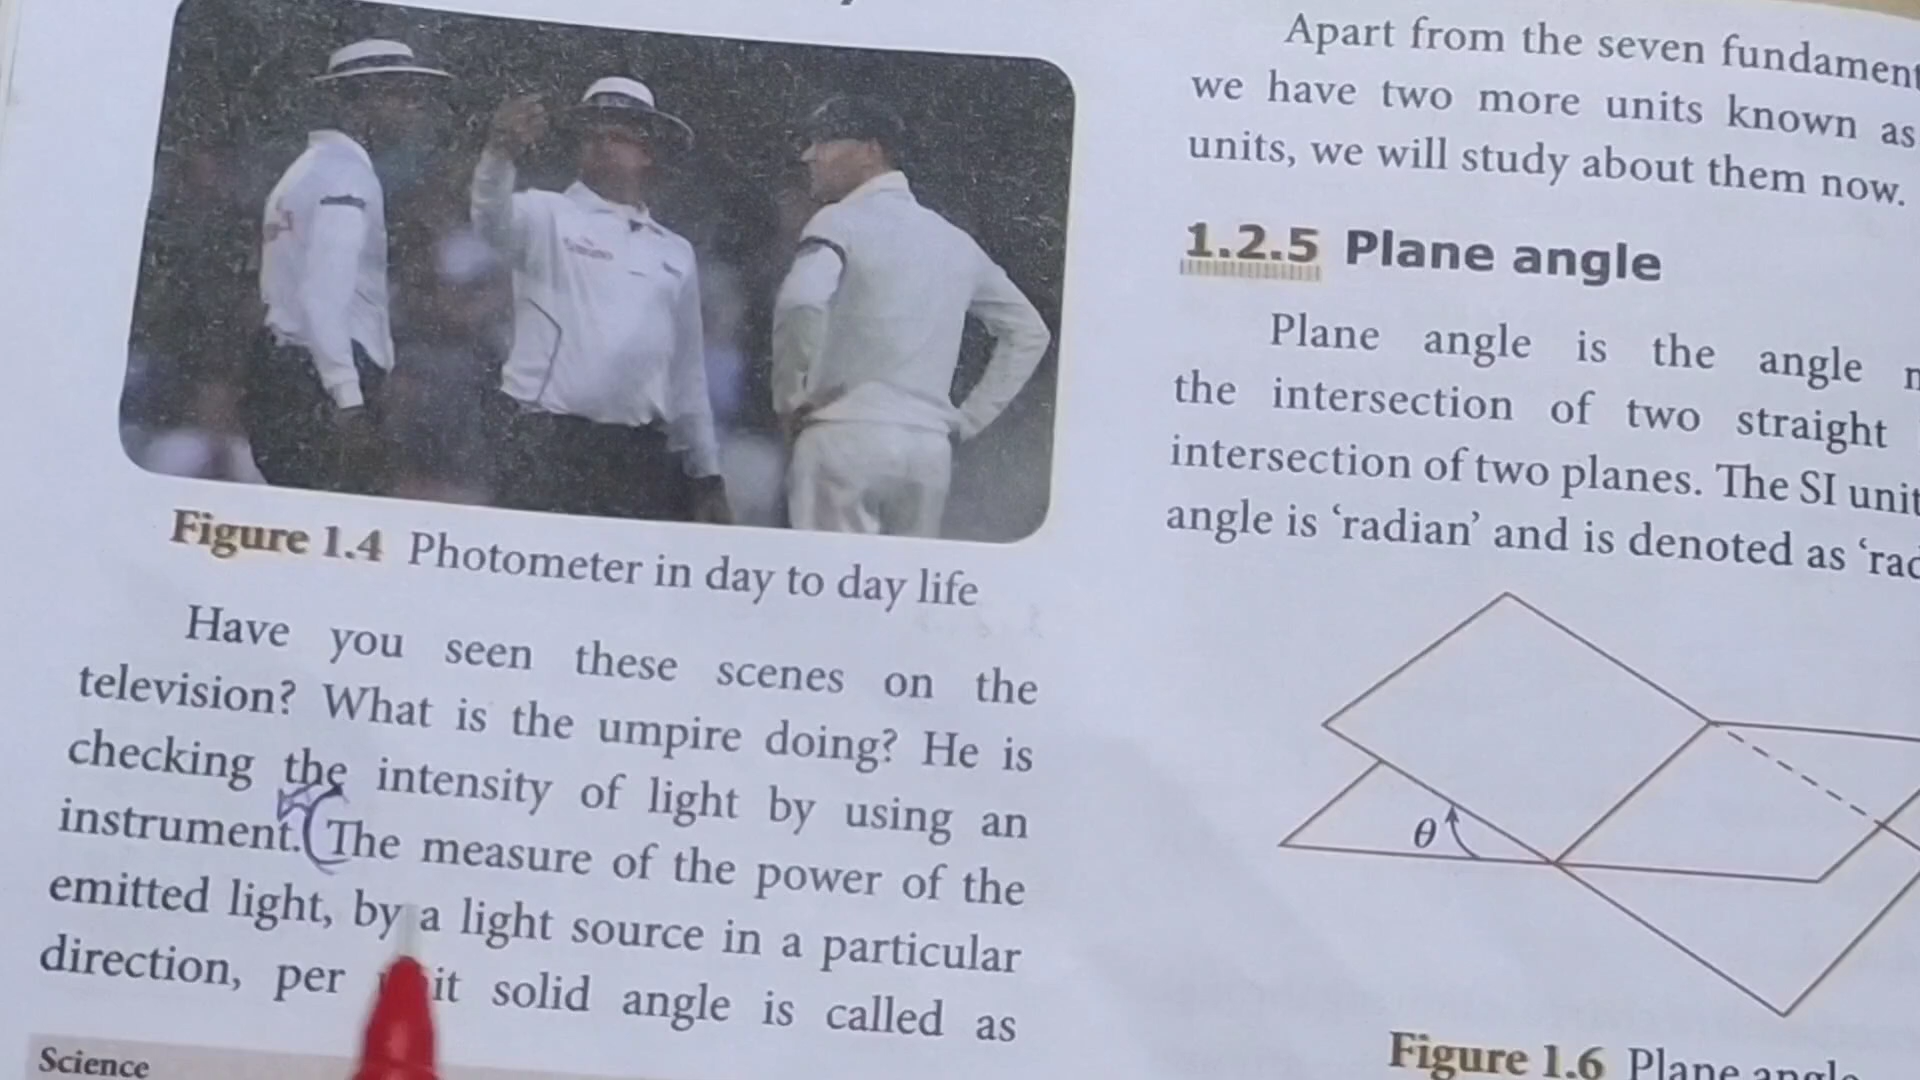 Figure 1.4 Photometer in day to day life
Have you seen these scenes on the
television? What is the umpire doing? He is
checking the intensity of light by using an
instrument. The measure of the power of the
emitted light, by a light source in a particular
direction, per it solid angle is called as
Science
Apart from the seven
we have two more units known as
units, we will study about them now.
1.2.5 Plane angle
Plane angle is the angle
the intersection of two straight
intersection of two planes. The SI unit
angle is ‘radian’ and is denoted as ‘rad
θ
Figure 1.6 Plane angle